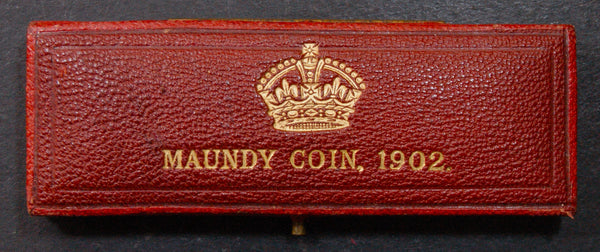 MAUNDY COIN, 1902.